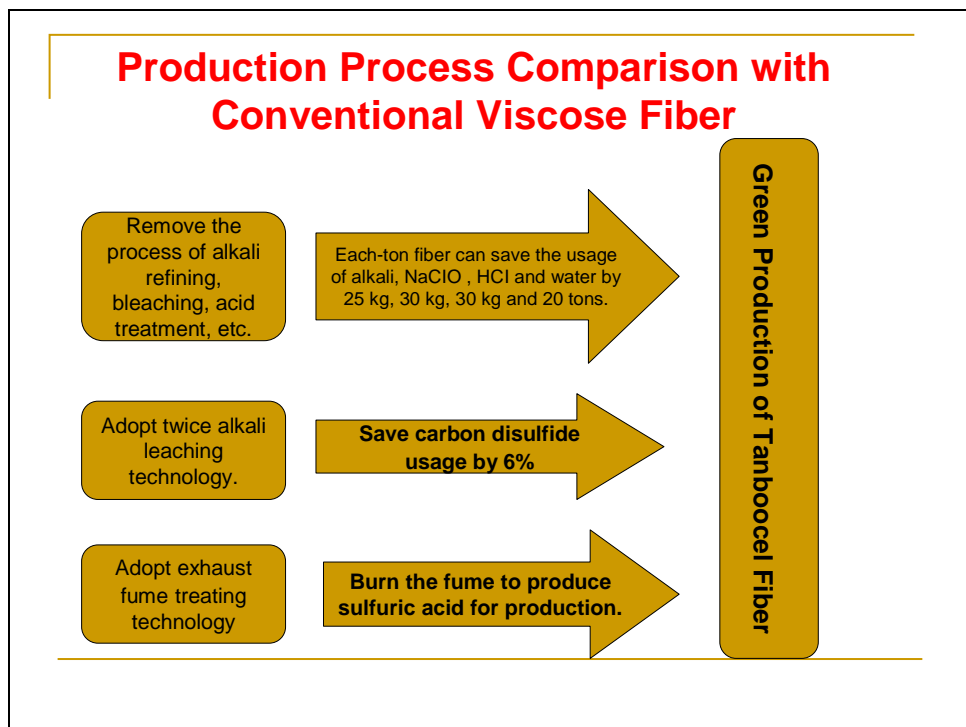 Production Process Comparison with
Conventional Viscose Fiber
Remove the
process of alkali
refining,
bleaching, acid
treatment, etc.
Each-ton fiber can save the usage
of alkali, NaClO , HCl and water by
25 kg, 30 kg, 30 kg and 20 tons.
Adopt twice alkali
leaching
technology.
Save carbon disulfide
usage by 6%
Adopt exhaust
fume treating
technology
Burn the fume to produce
sulfuric acid for production.
Green Production of Tanboocel Fiber